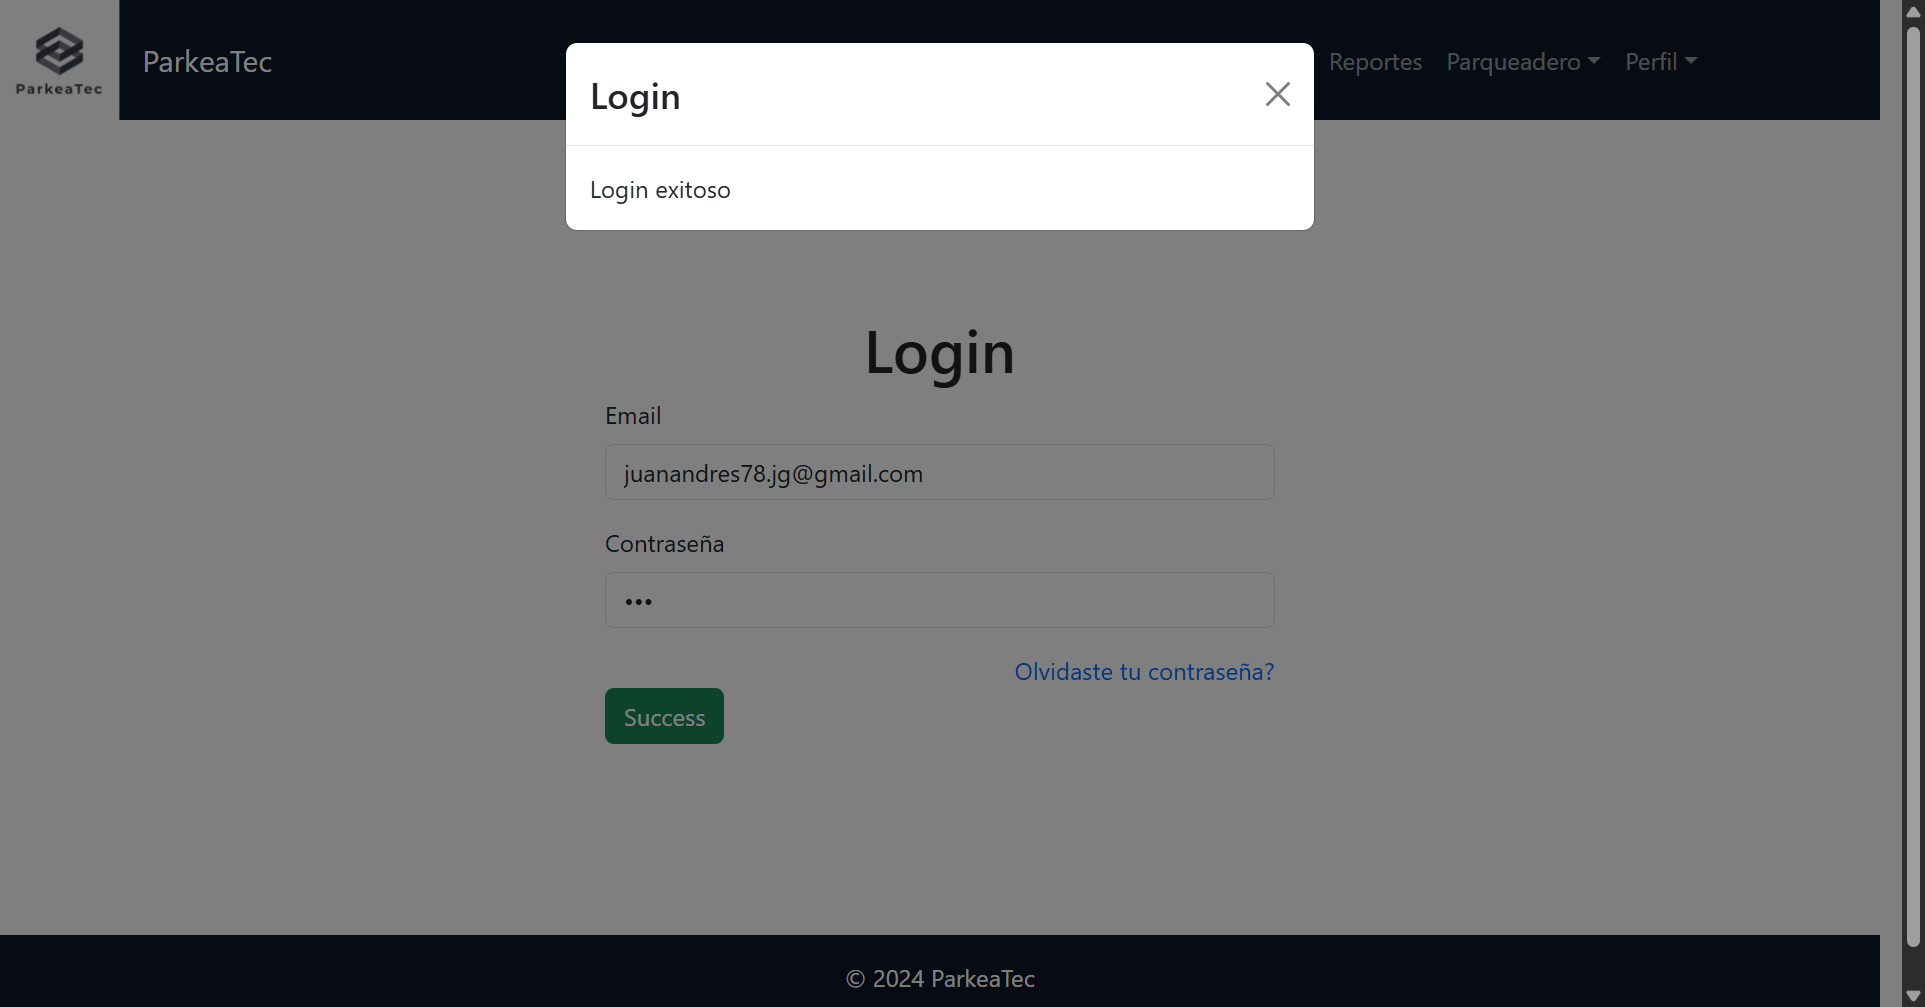 ParkeaTec
ParkeaTec
Reportes
Parqueadero
Perfil
Login
Login exitoso
Login
Email
juanandres78.jg@gmail.com
Contraseña
•••
Olvidaste tu contraseña?
Success
© 2024 ParkeaTec